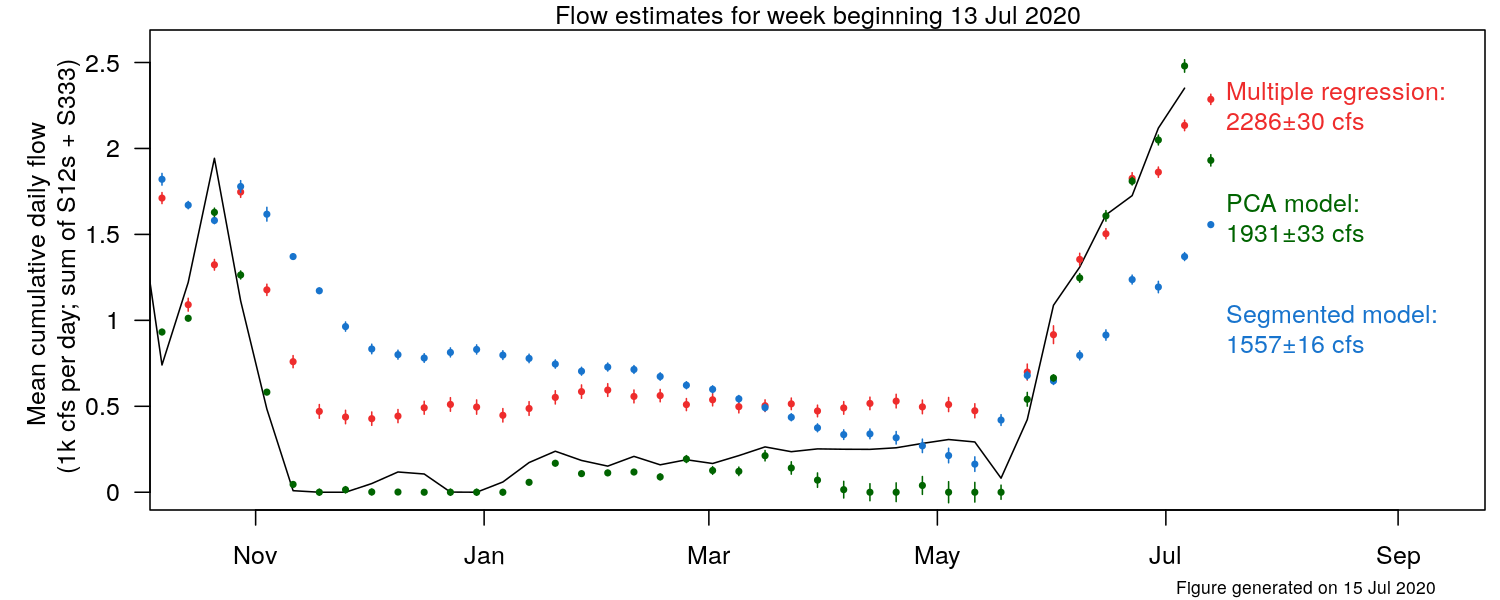 Flow estimates for week beginning 13 Jul 2020
Mean cumulative daily flow
(1k cfs per day; sum of S12s + S333)
2.5
2
1.5
1
0.5
0
Multiple regression:
2286±30 cfs
PCA model:
1931±33 cfs
Segmented model:
1557±16 cfs
Nov Jan Mar May Jul Sep
Figure generated on 15 Jul 2020